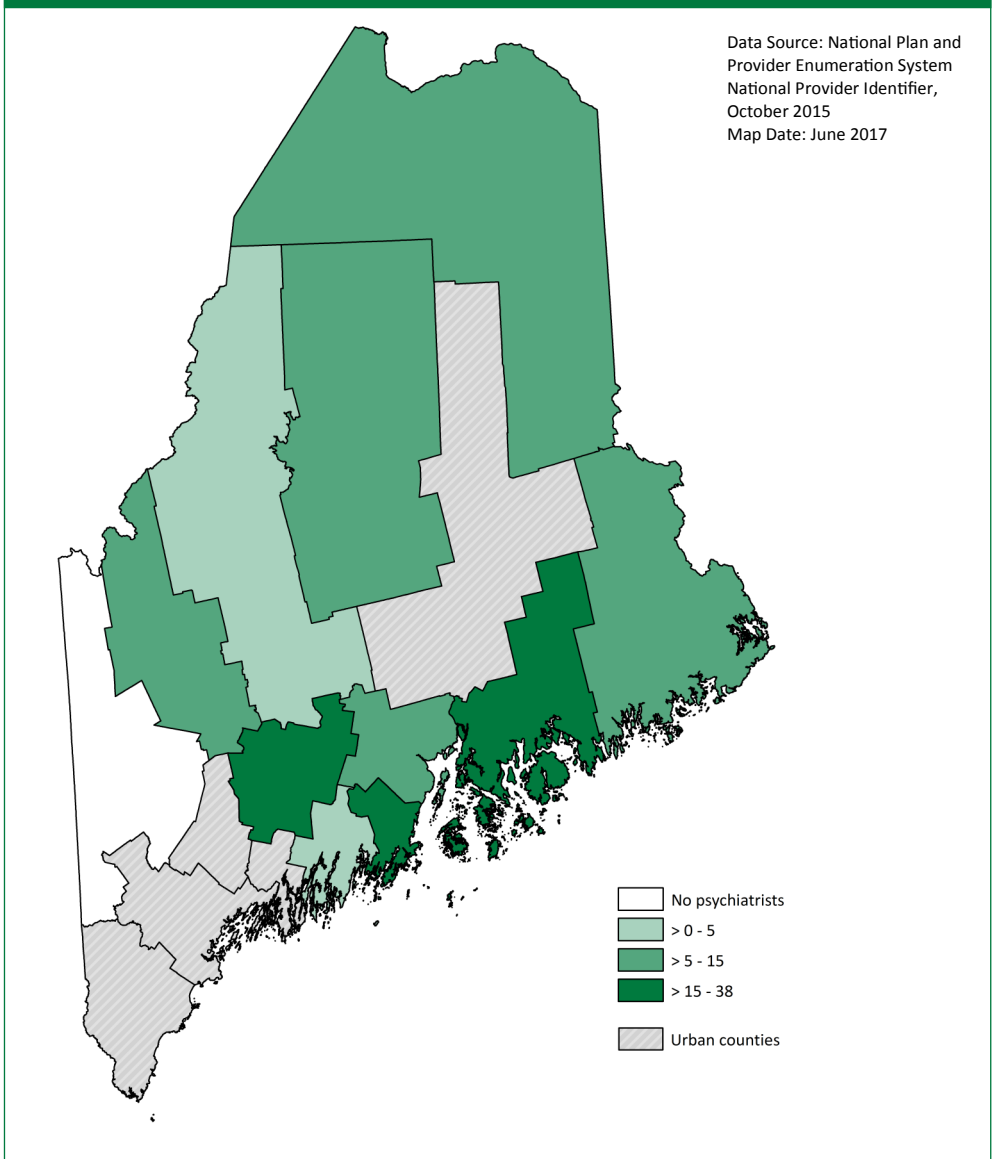 Data Source: National Plan and
Provider Enumeration System
National Provider Identifier,
October 2015
Map Date: June 2017
No psychiatrists
> 0 - 5
> 5 - 15
> 15 - 38
Urban counties